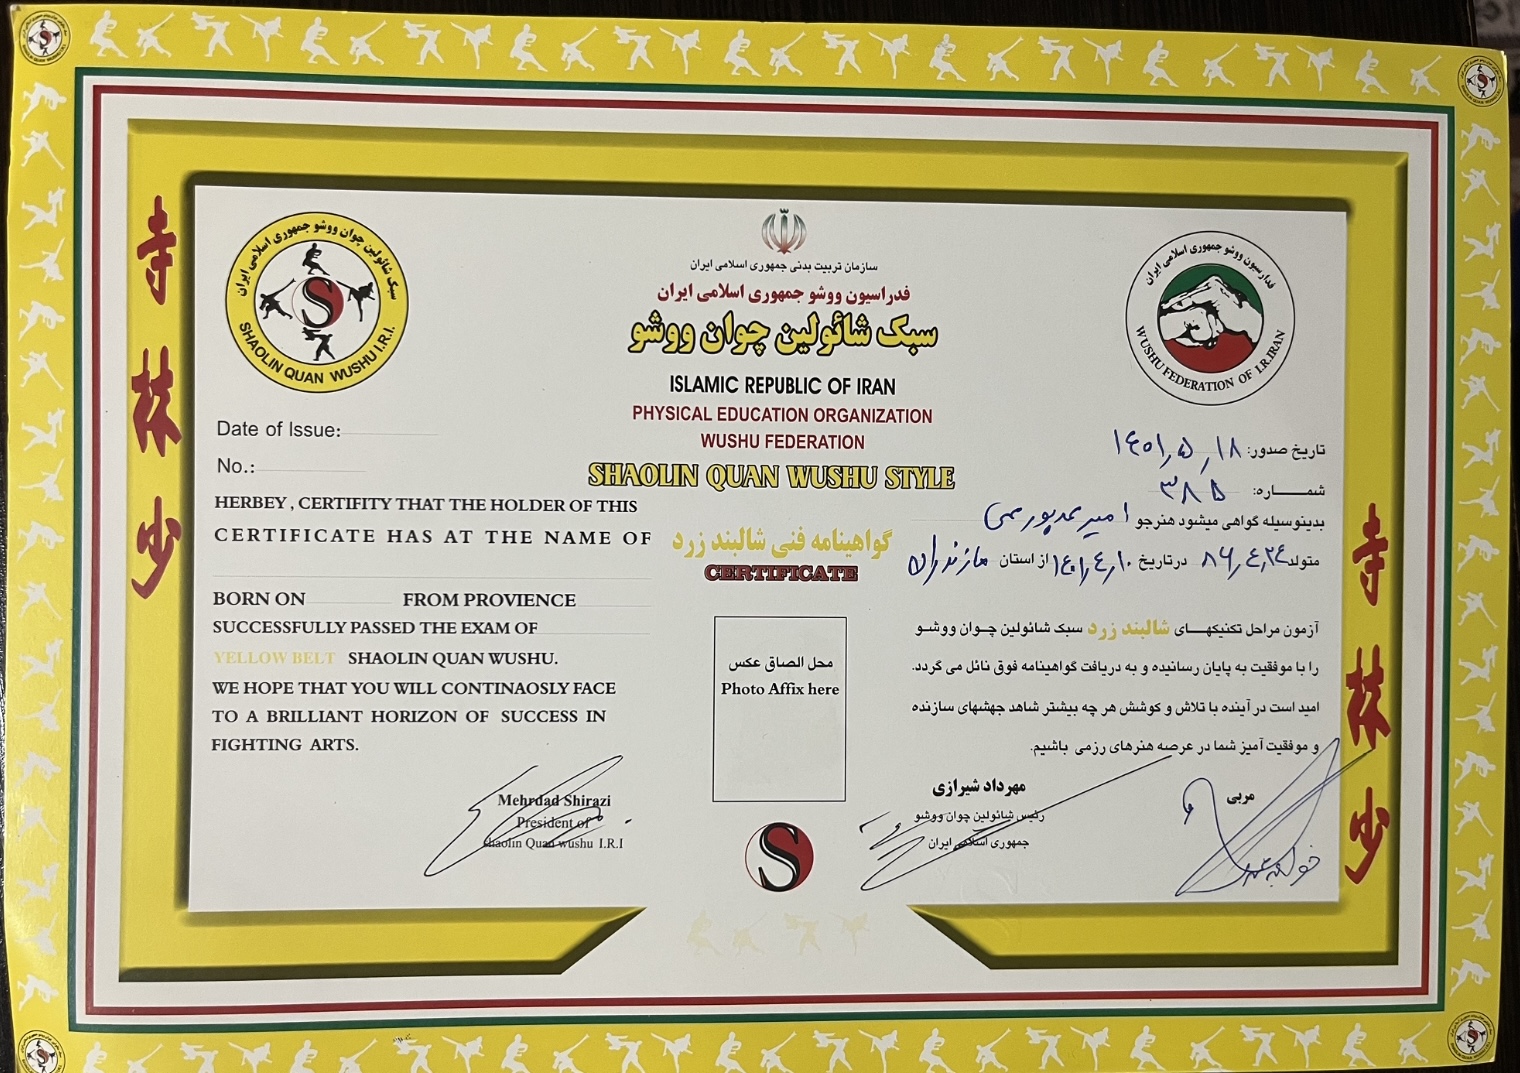 سبک شائولین چوان ووشو جمهوری اسلامی ایران
SHAOLIN QUAN WUSHU I.R.I.
S
سازمان تربیت بدنی جمهوری اسلامی ایران
فدراسیون ووشو جمهوری اسلامی ایران
سبک شائولین چوان ووشو
ISLAMIC REPUBLIC OF IRAN
PHYSICAL EDUCATION ORGANIZATION
WUSHU FEDERATION
SHAOLIN QUAN WUSHU STYLE
گواهینامه فنی شالبند زرد
CERTIFICATE
فدراسیون ووشو جمهوری اسلامی ایران
WUSHU FEDERATION OF I.R.IRAN
Date of Issue:
No.:
HERBEY , CERTIFITY THAT THE HOLDER OF THIS
CERTIFICATE HAS AT THE NAME OF
BORN ON FROM PROVIENCE
SUCCESSFULLY PASSED THE EXAM OF
YELLOW BELT SHAOLIN QUAN WUSHU.
WE HOPE THAT YOU WILL CONTINAOSLY FACE
TO A BRILLIANT HORIZON OF SUCCESS IN
FIGHTING ARTS.
Mehrdad Shirazi
President of
shaolin Quan wushu I.R.I
محل الصاق عکس
Photo Affix here
S
تاریخ صدور: ۱۴۰۱٫۵٫۱۸
شماره: ۳۸۵
بدینوسیله گواهی میشود هنرجو امیر
متولد ۸۶٫۴٫۲۴ درتاریخ ۱۴۰۱٫۴٫۱۰ از استان مازندران
آزمون مراحل تکنیکهای شالبند زرد سبک شائولین چوان ووشو
را با موفقیت به پایان رسانیده و به دریافت گواهینامه فوق نائل می گردد.
امید است در آینده با تلاش و کوشش هر چه بیشتر شاهد جهشهای سازنده
و موفقیت آمیز شما در عرصه هنرهای رزمی باشیم.
مهرداد شیرازی
رئیس شائولین چوان ووشو
جمهوری اسلامی ایران
مربی
少
林
寺
少
林
寺